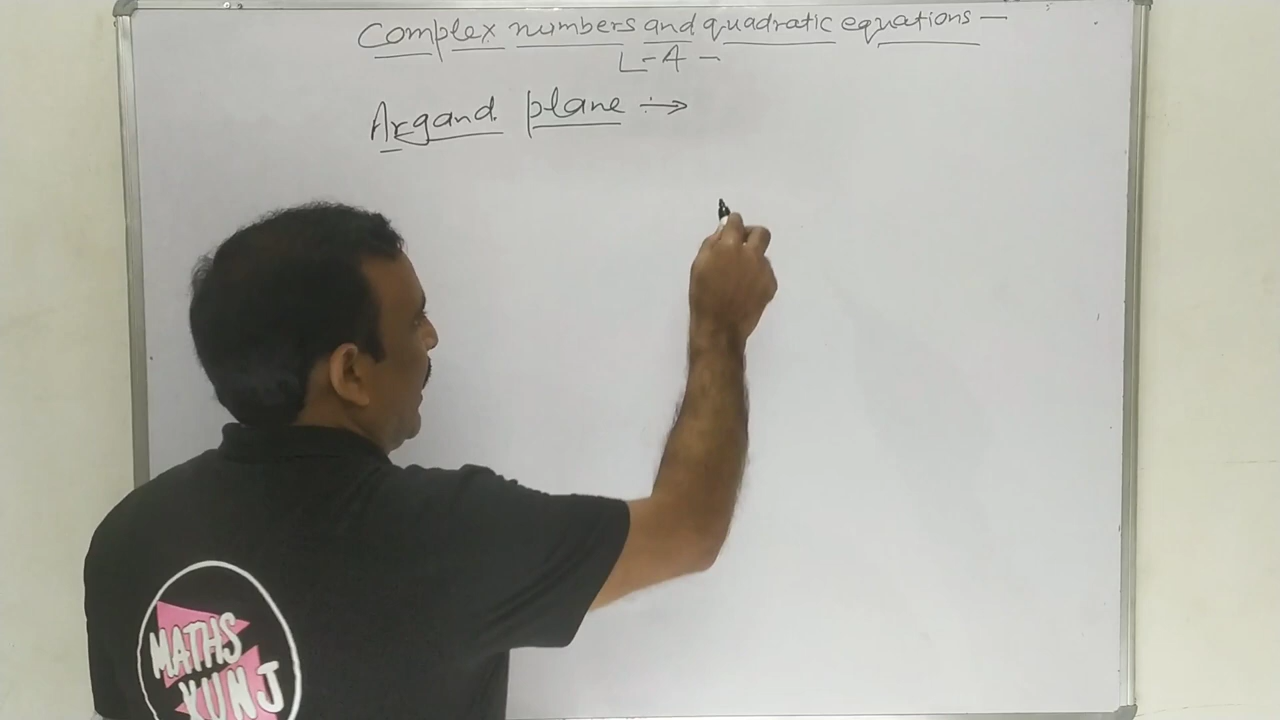 Complex numbers and quadratic equations —
L-4 —
Argand plane →
MATHS
KUNJ